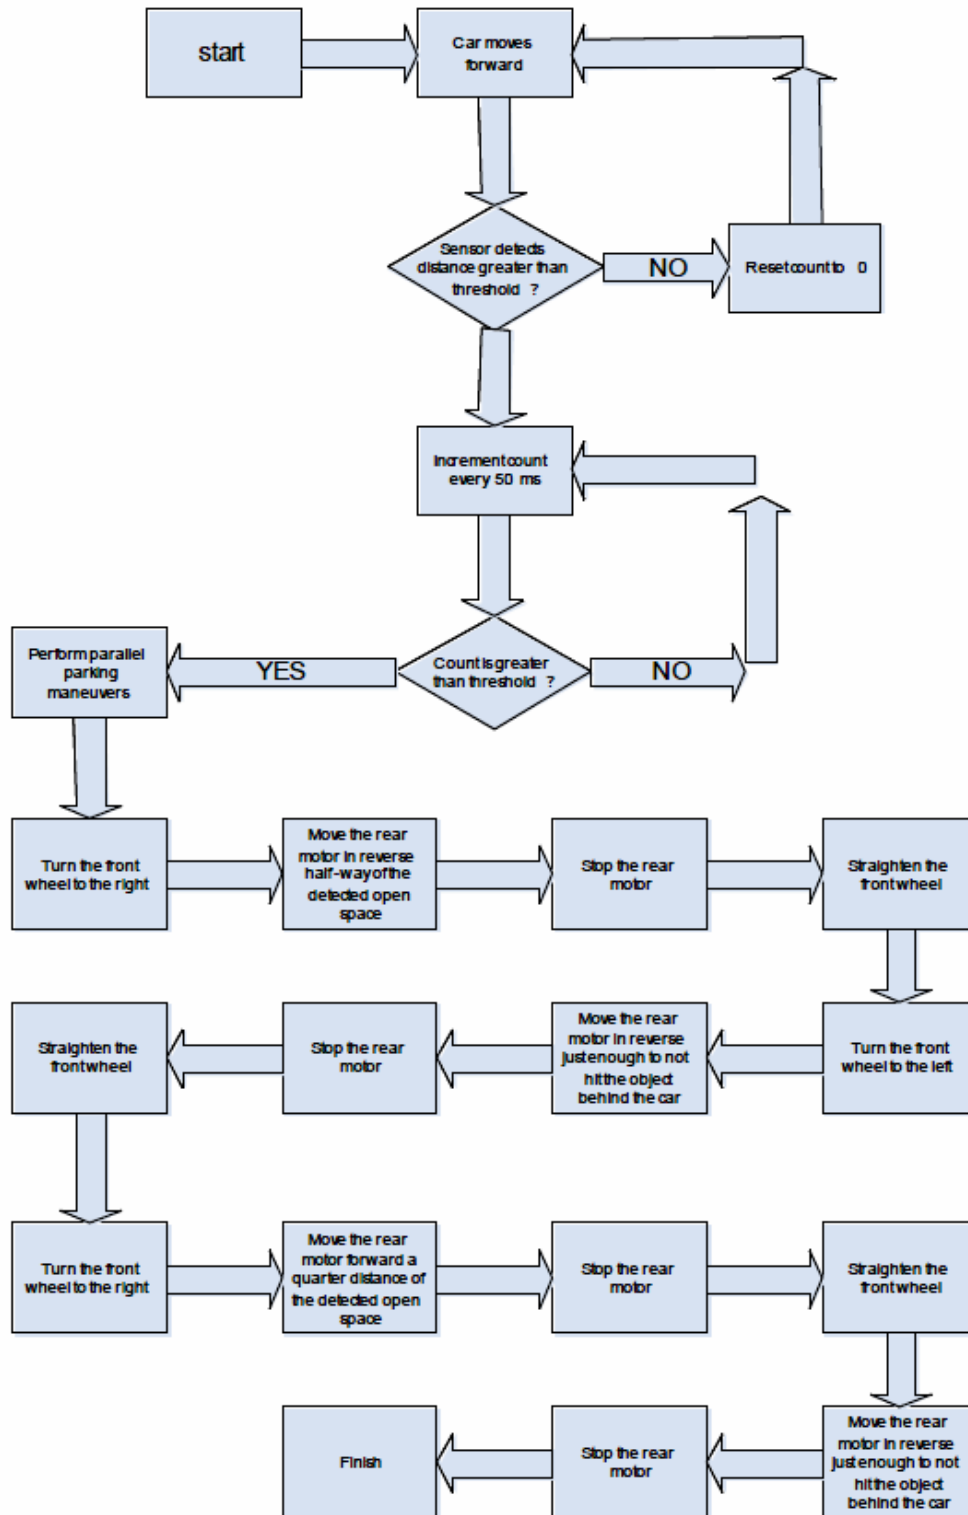 start
Car moves
forward
Sensor detects
distance greater than
threshold ?
NO
Reset count to 0
Increment count
every 50 ms
Count is greater
than threshold ?
YES
NO
Perform parallel
parking
maneuvers
Turn the front
wheel to the right
Move the rear
motor in reverse
half-way of the
detected open
space
Stop the rear
motor
Straighten the
front wheel
Turn the front
wheel to the left
Move the rear
motor in reverse
just enough to not
hit the object
behind the car
Stop the rear
motor
Straighten the
front wheel
Turn the front
wheel to the right
Move the rear
motor forward a
quarter distance of
the detected open
space
Stop the rear
motor
Straighten the
front wheel
Move the rear
motor in reverse
just enough to not
hit the object
behind the car
Stop the rear
motor
Finish